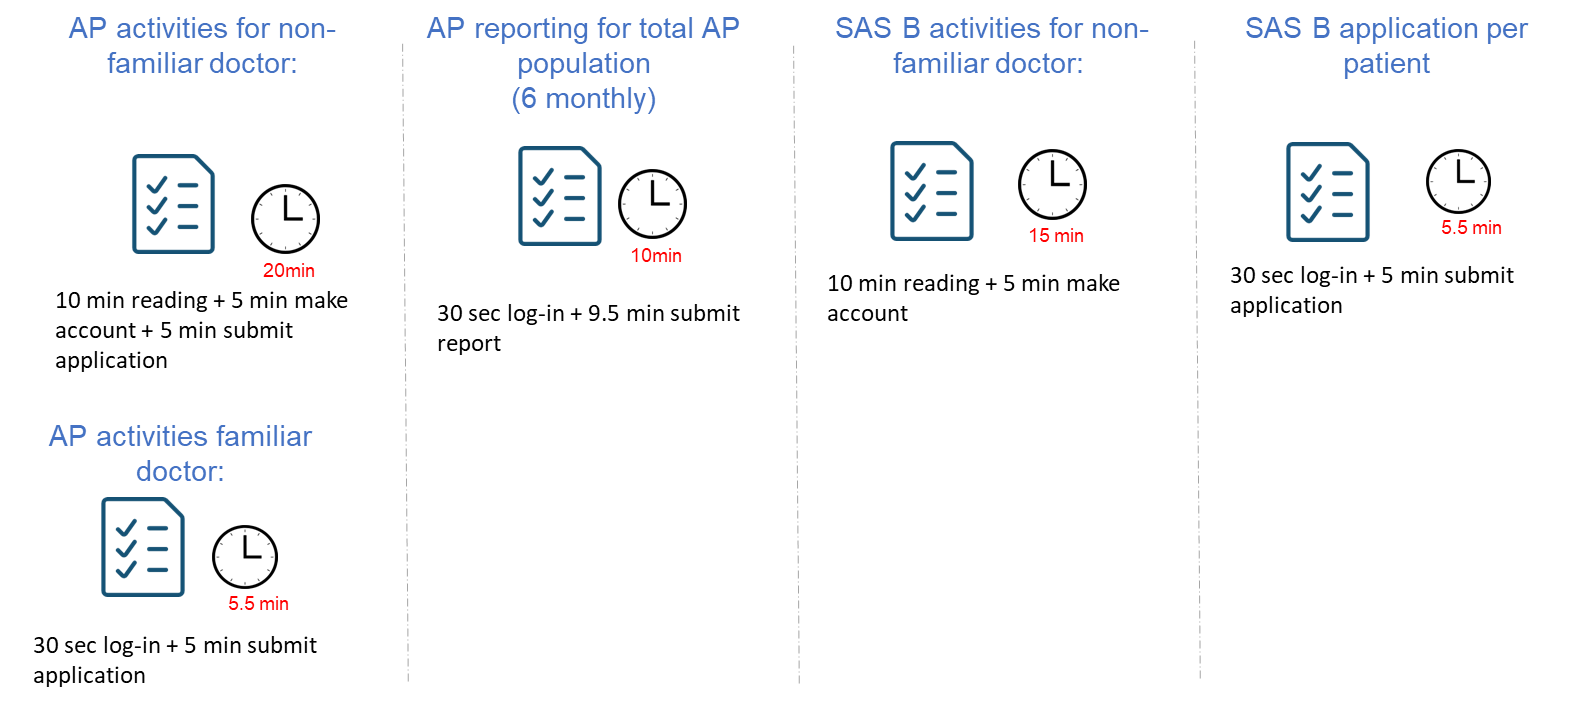 AP activities for non-
familiar doctor:
20min
10 min reading + 5 min make
account + 5 min submit
application
AP activities familiar
doctor:
5.5 min
30 sec log-in + 5 min submit
application
AP reporting for total AP
population
(6 monthly)
10min
30 sec log-in + 9.5 min submit
report
SAS B activities for non-
familiar doctor:
15 min
10 min reading + 5 min make
account
SAS B application per
patient
5.5 min
30 sec log-in + 5 min submit
application